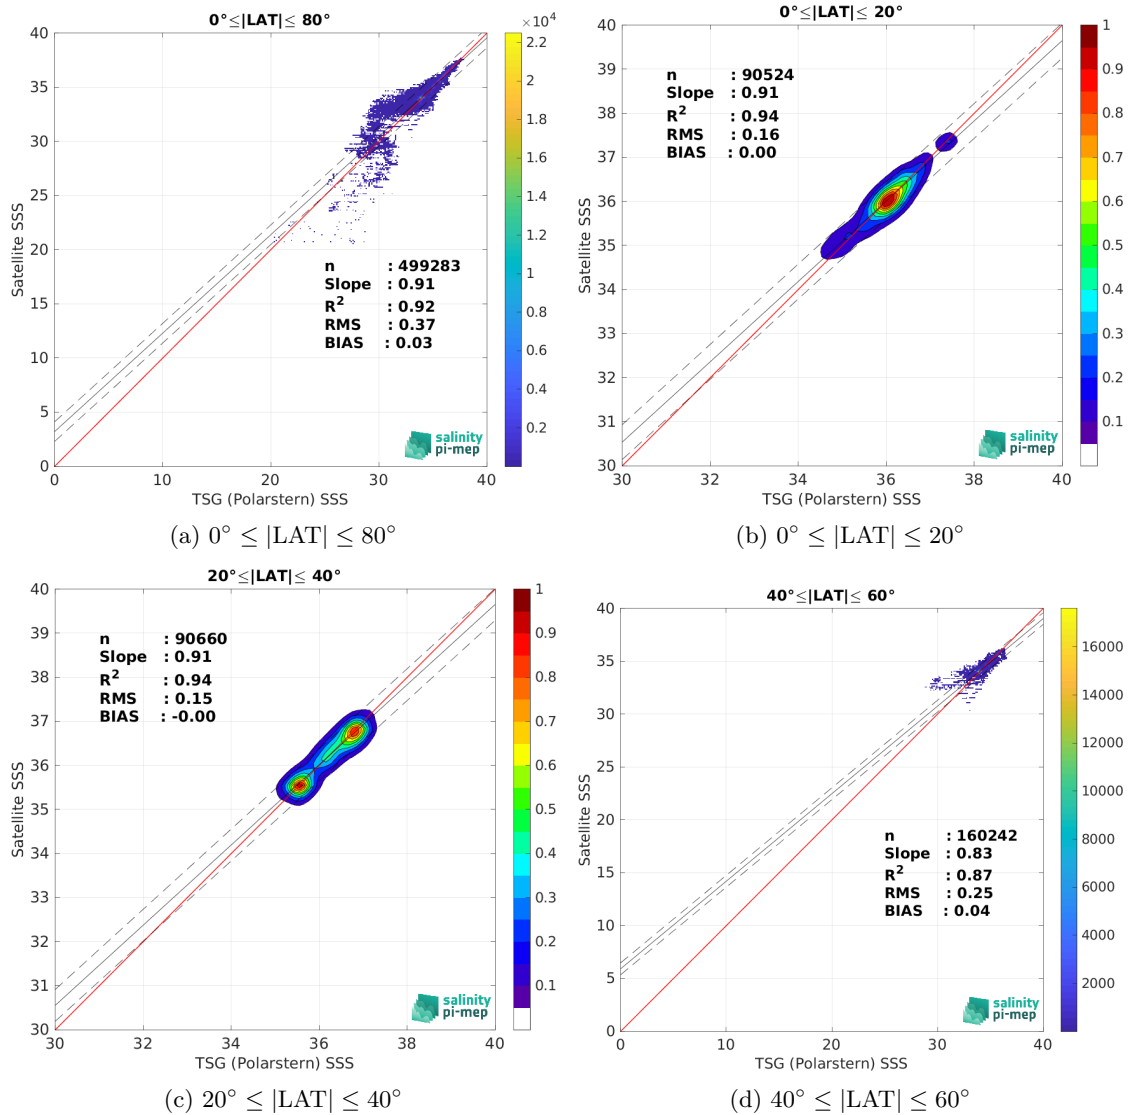 0°≤|LAT|≤ 80°
×10⁴
Satellite SSS
40
35
30
25
20
15
10
5
0
n : 499283
Slope : 0.91
R² : 0.92
RMS : 0.37
BIAS : 0.03
salinity
pi-mep
0 10 20 30 40
TSG (Polarstern) SSS
2.2
2
1.8
1.6
1.4
1.2
1
0.8
0.6
0.4
0.2
(a) 0° ≤ |LAT| ≤ 80°
0°≤|LAT|≤ 20°
Satellite SSS
40
39
38
37
36
35
34
33
32
31
30
n : 90524
Slope : 0.91
R² : 0.94
RMS : 0.16
BIAS : 0.00
salinity
pi-mep
30 32 34 36 38 40
TSG (Polarstern) SSS
1
0.9
0.8
0.7
0.6
0.5
0.4
0.3
0.2
0.1
(b) 0° ≤ |LAT| ≤ 20°
20°≤|LAT|≤ 40°
Satellite SSS
40
39
38
37
36
35
34
33
32
31
30
n : 90660
Slope : 0.91
R² : 0.94
RMS : 0.15
BIAS : -0.00
salinity
pi-mep
30 32 34 36 38 40
TSG (Polarstern) SSS
1
0.9
0.8
0.7
0.6
0.5
0.4
0.3
0.2
0.1
(c) 20° ≤ |LAT| ≤ 40°
40°≤|LAT|≤ 60°
Satellite SSS
40
35
30
25
20
15
10
5
0
n : 160242
Slope : 0.83
R² : 0.87
RMS : 0.25
BIAS : 0.04
salinity
pi-mep
0 10 20 30 40
TSG (Polarstern) SSS
16000
14000
12000
10000
8000
6000
4000
2000
(d) 40° ≤ |LAT| ≤ 60°